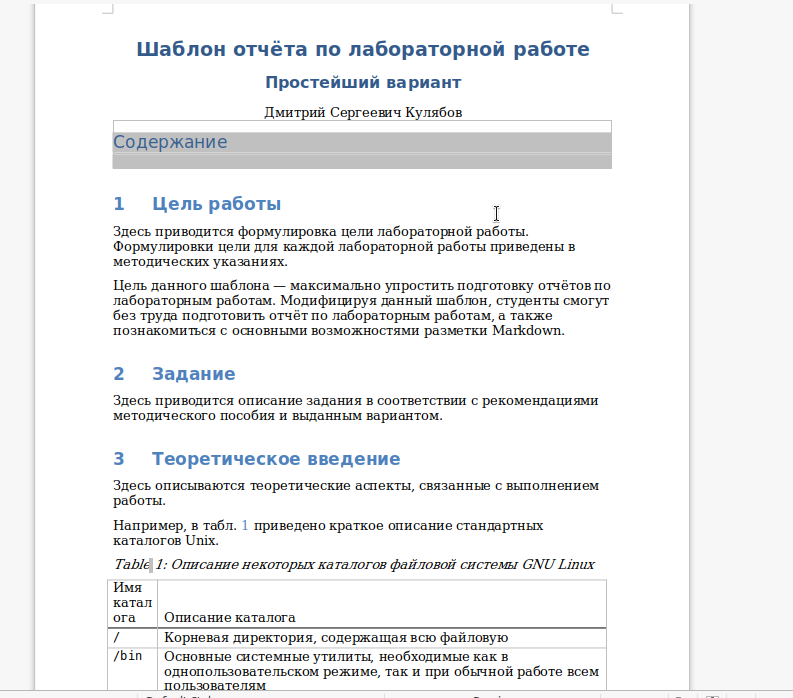 Шаблон отчёта по лабораторной работе
Простейший вариант
Дмитрий Сергеевич Кулябов
Содержание
1 Цель работы
Здесь приводится формулировка цели лабораторной работы.
Формулировки цели для каждой лабораторной работы приведены в
методических указаниях.
Цель данного шаблона — максимально упростить подготовку отчётов по
лабораторным работам. Модифицируя данный шаблон, студенты смогут
без труда подготовить отчёт по лабораторным работам, а также
познакомиться с основными возможностями разметки Markdown.
2 Задание
Здесь приводится описание задания в соответствии с рекомендациями
методического пособия и выданным вариантом.
3 Теоретическое введение
Здесь описываются теоретические аспекты, связанные с выполнением
работы.
Например, в табл. 1 приведено краткое описание стандартных
каталогов Unix.
Table 1: Описание некоторых каталогов файловой системы GNU Linux
Имя
катал
ога Описание каталога
/ Корневая директория, содержащая всю файловую
/bin Основные системные утилиты, необходимые как в
однопользовательском режиме, так и при обычной работе всем
пользователям